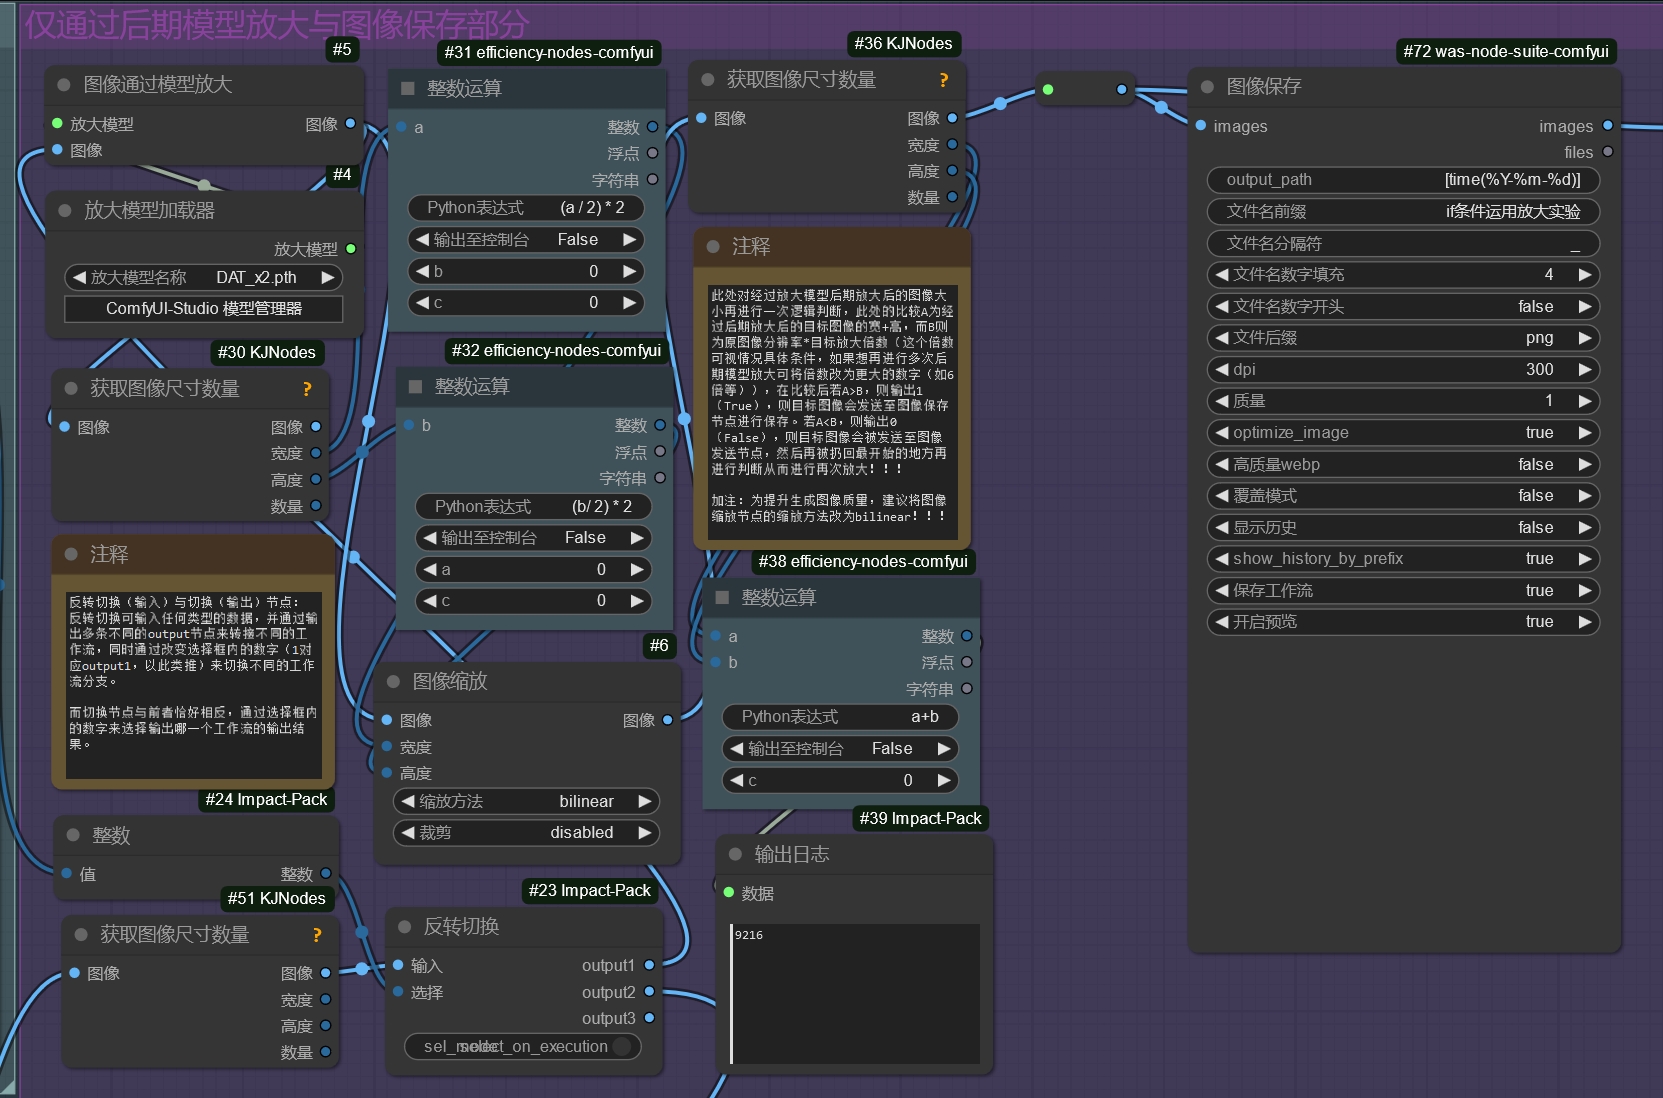 仅通过后期模型放大与图像保存部分
#5
图像通过模型放大
放大模型
图像
图像
#4
放大模型加载器
放大模型
放大模型名称 DAT_x2.pth
ComfyUI-Studio 模型管理器
#30 KJNodes
获取图像尺寸数量 ?
图像
图像
宽度
高度
数量
注释
反转切换（输入）与切换（输出）节点：
反转切换可输入任何类型的数据，并通过输
出多条不同的output节点来转接不同的工
作流，同时通过改变选择框内的数字（1对
应output1，以此类推）来切换不同的工作
流分支。
而切换节点与前者恰好相反，通过选择框内
的数字来选择输出哪一个工作流的输出结
果。
#24 Impact-Pack
整数
值
整数
#51 KJNodes
获取图像尺寸数量 ?
图像
图像
宽度
高度
数量
#31 efficiency-nodes-comfyui
整数运算
a
整数
浮点
字符串
Python表达式 (a / 2) * 2
输出至控制台 False
b 0
c 0
#32 efficiency-nodes-comfyui
整数运算
b
整数
浮点
字符串
Python表达式 (b/ 2) * 2
输出至控制台 False
a 0
c 0
#6
图像缩放
图像
图像
宽度
高度
缩放方法 bilinear
裁剪 disabled
#23 Impact-Pack
反转切换
输入
output1
选择
output2
output3
#36 KJNodes
获取图像尺寸数量 ?
图像
图像
宽度
高度
数量
注释
此处对经过放大模型后期放大后的图像大
小再进行一次逻辑判断，此处的比较A为经
过后期放大后的目标图像的宽+高，而B则
为原图像分辨率*目标放大倍数（这个倍数
可视情况具体条件，如果想再进行多次后
期模型放大可将倍数改为更大的数字（如6
倍等）），在比较后若A>B，则输出1
（True），则目标图像会发送至图像保存
节点进行保存。若A<B，则输出0
（False），则目标图像会被发送至图像
发送节点，然后再被扔回最开始的地方再
进行判断从而进行再次放大！！！
加注：为提升生成图像质量，建议将图像
缩放节点的缩放方法改为bilinear！！！
#38 efficiency-nodes-comfyui
整数运算
a
整数
b
浮点
字符串
Python表达式 a+b
输出至控制台 False
c 0
#39 Impact-Pack
输出日志
数据
9216
#72 was-node-suite-comfyui
图像保存
images
images
files
output_path [time(%Y-%m-%d)]
文件名前缀 if条件运用放大实验
文件名分隔符 _
文件名数字填充 4
文件名数字开头 false
文件后缀 png
dpi 300
质量 1
optimize_image true
高质量webp false
覆盖模式 false
显示历史 false
show_history_by_prefix true
保存工作流 true
开启预览 true